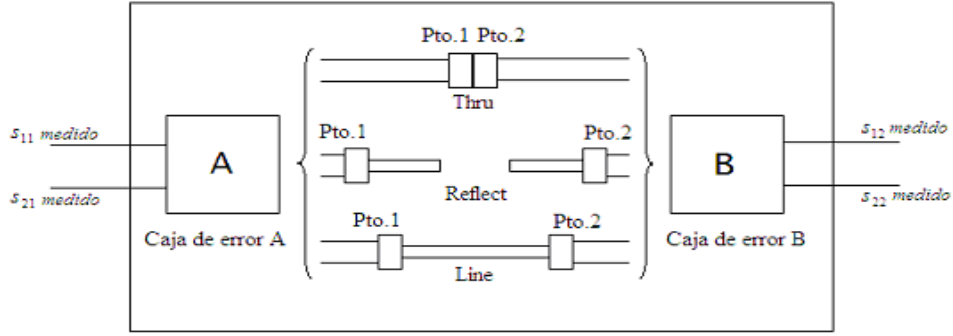 Pto.1 Pto.2
Thru
s11 medido
s21 medido
A
Caja de error A
Pto.1
Pto.2
Reflect
Pto.1
Pto.2
Line
B
Caja de error B
s12 medido
s22 medido